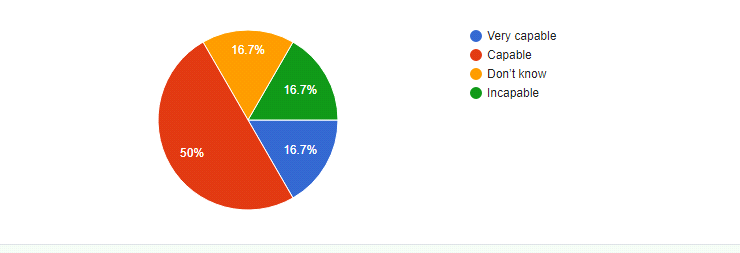 Very capable
Capable
Don't know
Incapable
16.7%
16.7%
50%
16.7%